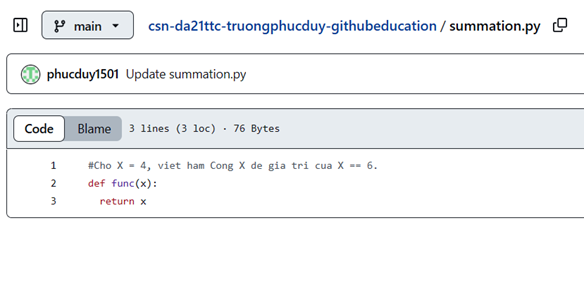 main
csn-da21ttc-truongphucduy-githubeducation / summation.py
phucduy1501 Update summation.py
Code Blame 3 lines (3 loc) · 76 Bytes
1 #Cho X = 4, viet ham Cong X de gia tri cua X == 6.
2 def func(x):
3 return x